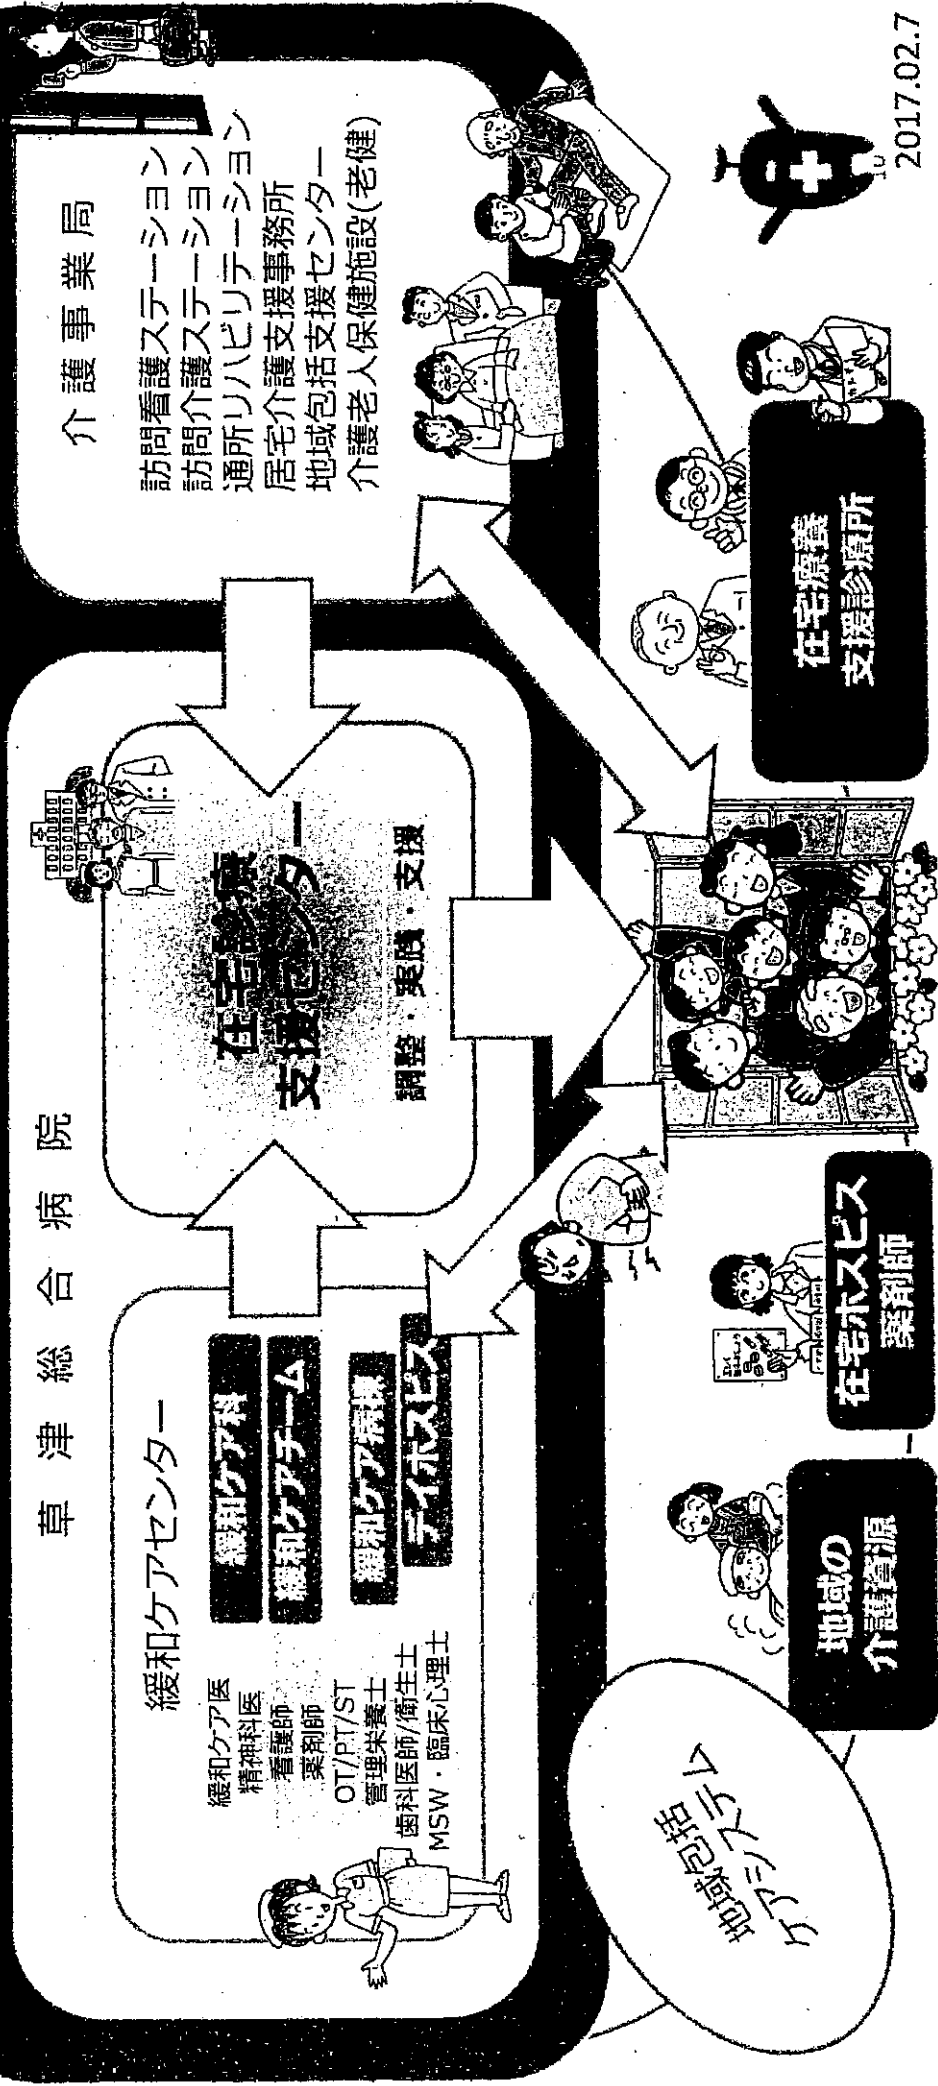 草津総合病院
緩和ケアセンター
緩和ケア医
精神科医
看護師
薬剤師
OT/PT/ST
管理栄養士
歯科医師/衛生士
MSW・臨床心理士
緩和ケア科
緩和ケアチーム
緩和ケア病棟
デイホスピス
在宅診療
支援センター
調整・実践・支援
介護事業局
訪問看護ステーション
訪問介護ステーション
通所リハビリテーション
居宅介護支援事務所
地域包括支援センター
介護老人保健施設(老健)
地域包括
ケアシステム
地域の
介護資源
在宅ホスピス
薬剤師
在宅療養
支援診療所
2017.02.7